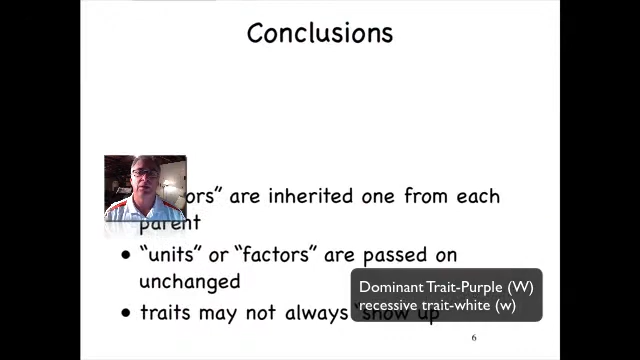 Conclusions
ors" are inherited one from each
parent
• "units" or "factors" are passed on
unchanged
• traits may not always "show up
Dominant Trait-Purple (W)
recessive trait-white (w)
6